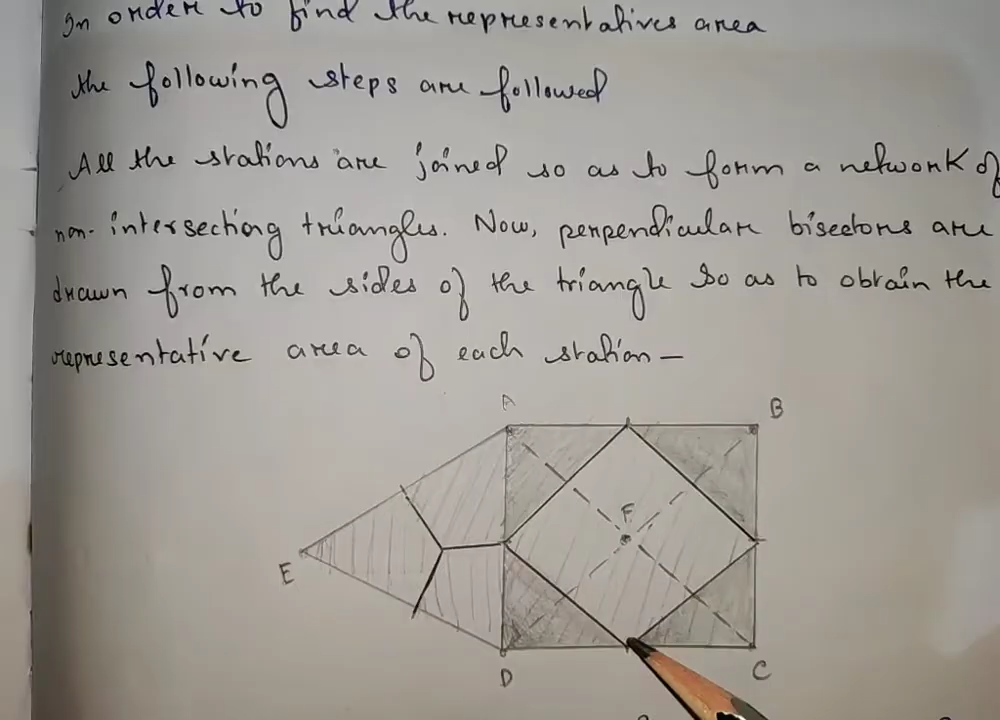 In order to find the representatives area
the following steps are followed
All the stations are joined so as to form a network of
non-intersecting triangles. Now, perpendicular bisectors are
drawn from the sides of the triangle so as to obtain the
representative area of each station —
A
B
F
E
D
C